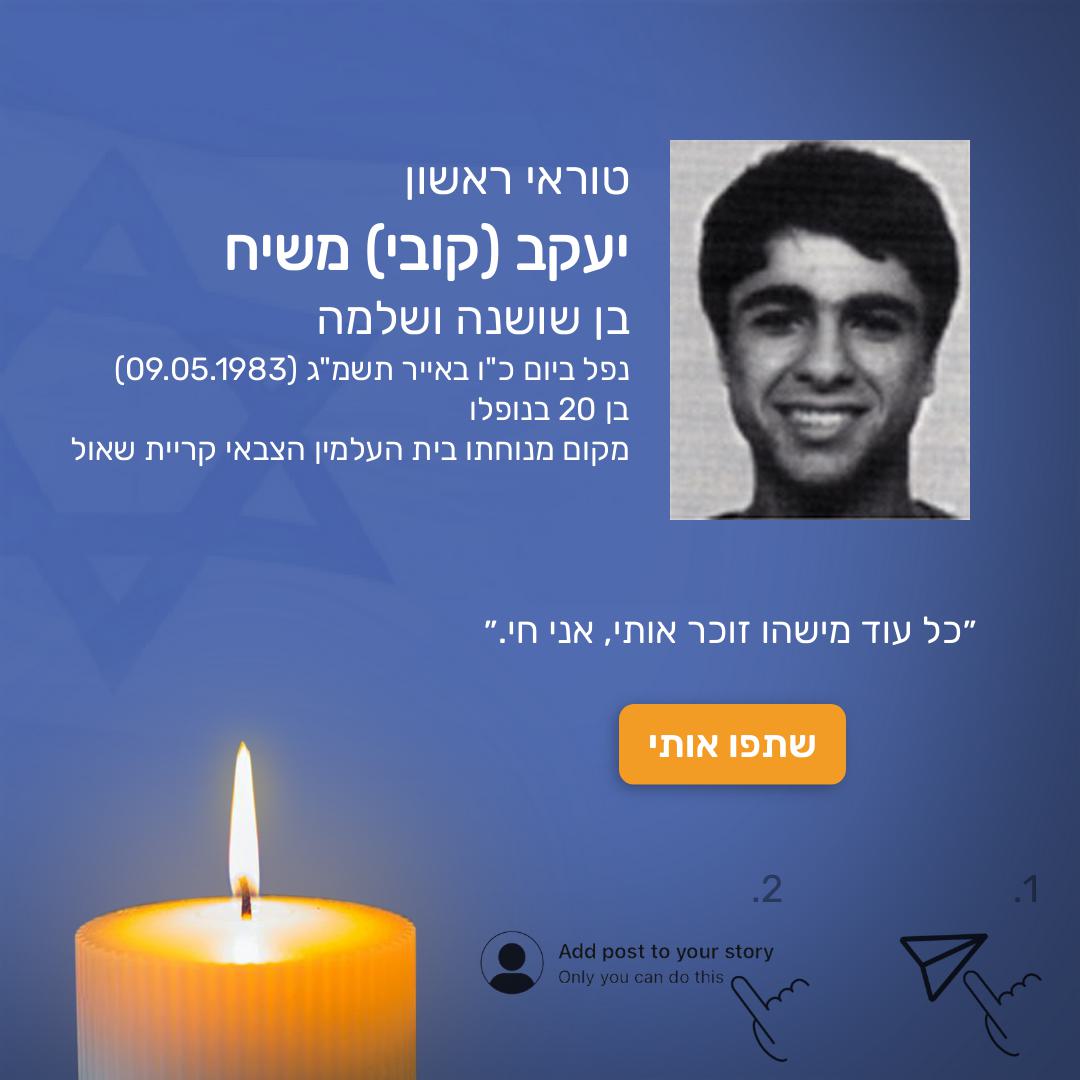 טוראי ראשון
יעקב (קובי) משיח
בן שושנה ושלמה
נפל ביום כ"ו באייר תשמ"ג (09.05.1983)
בן 20 בנופלו
מקום מנוחתו בית העלמין הצבאי קריית שאול
״כל עוד מישהו זוכר אותי, אני חי.״
שתפו אותי
1.
2.
Add post to your story
Only you can do this